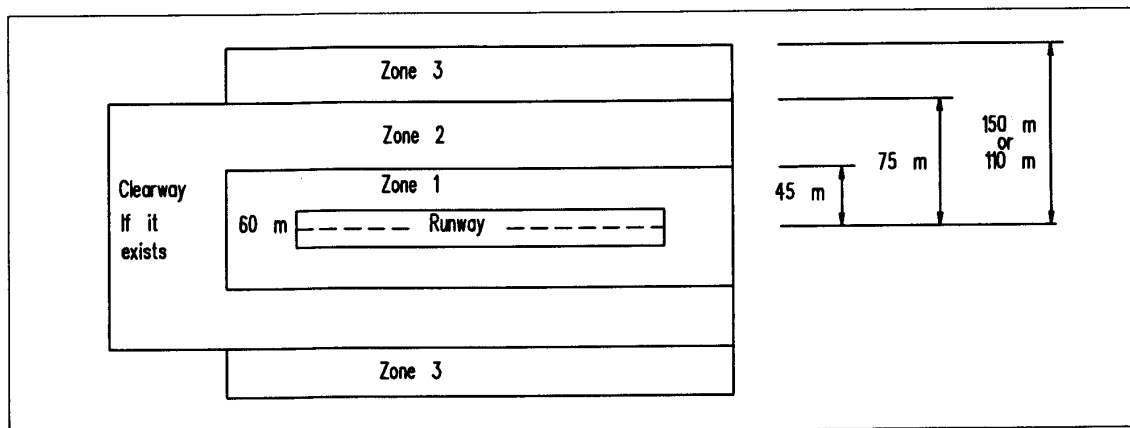 Zone 3
Zone 2
Zone 1
Clearway
If it
exists
60 m
Runway
Zone 3
45 m
75 m
150 m
or
110 m